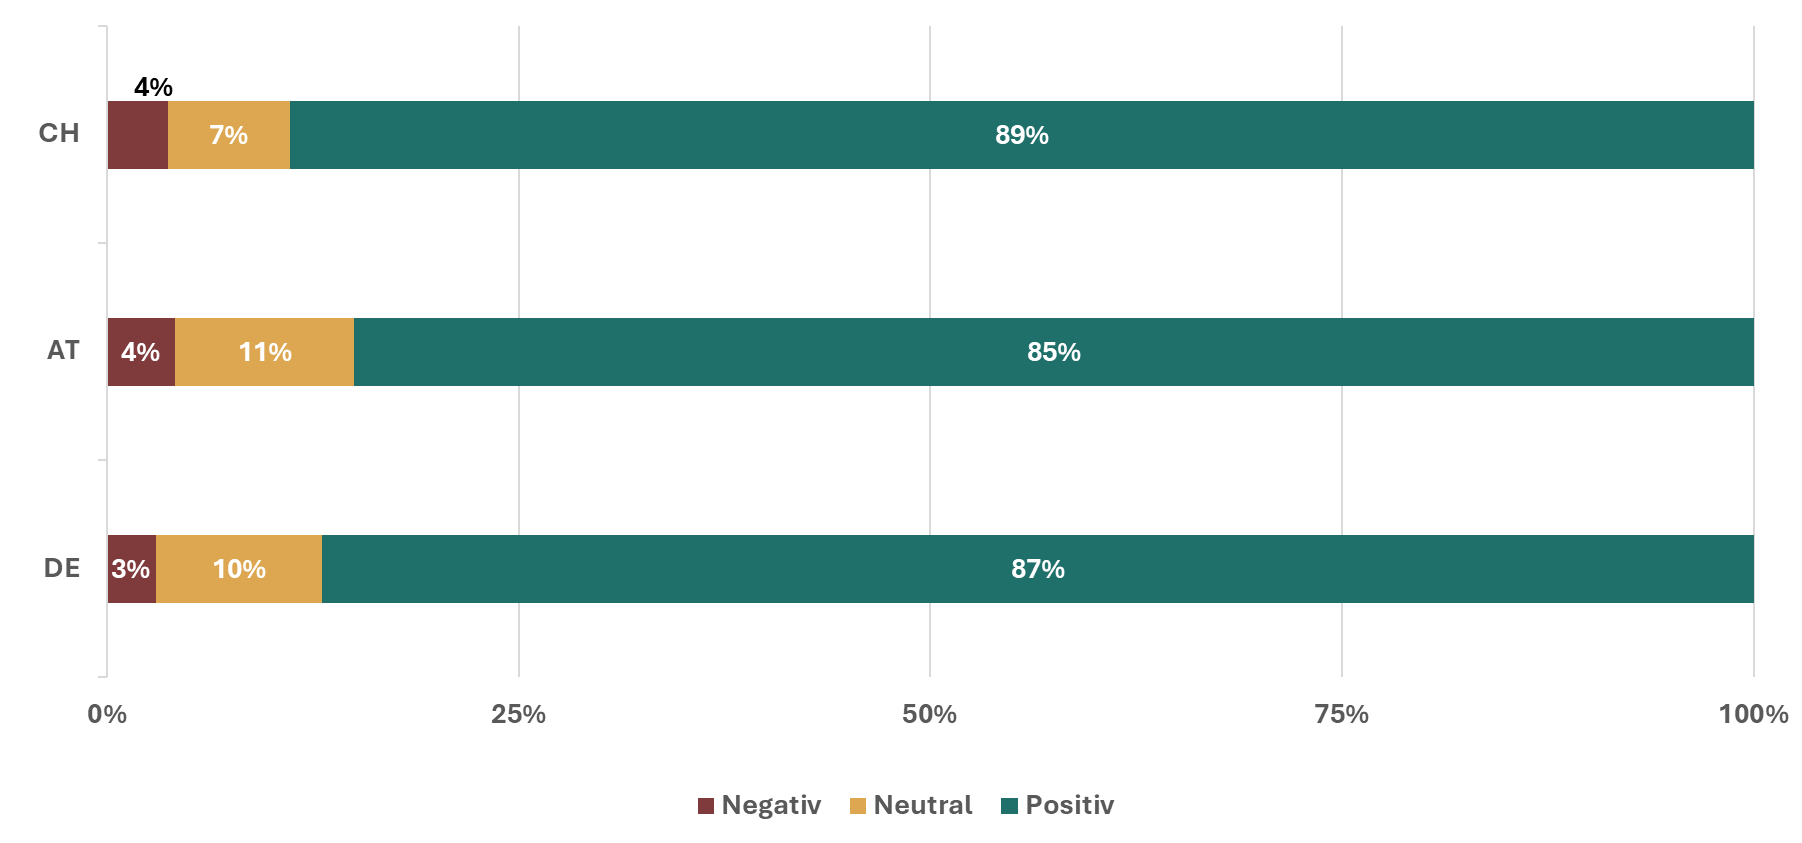 4%
CH 7% 89%
AT 4% 11% 85%
DE 3% 10% 87%
0% 25% 50% 75% 100%
Negativ Neutral Positiv